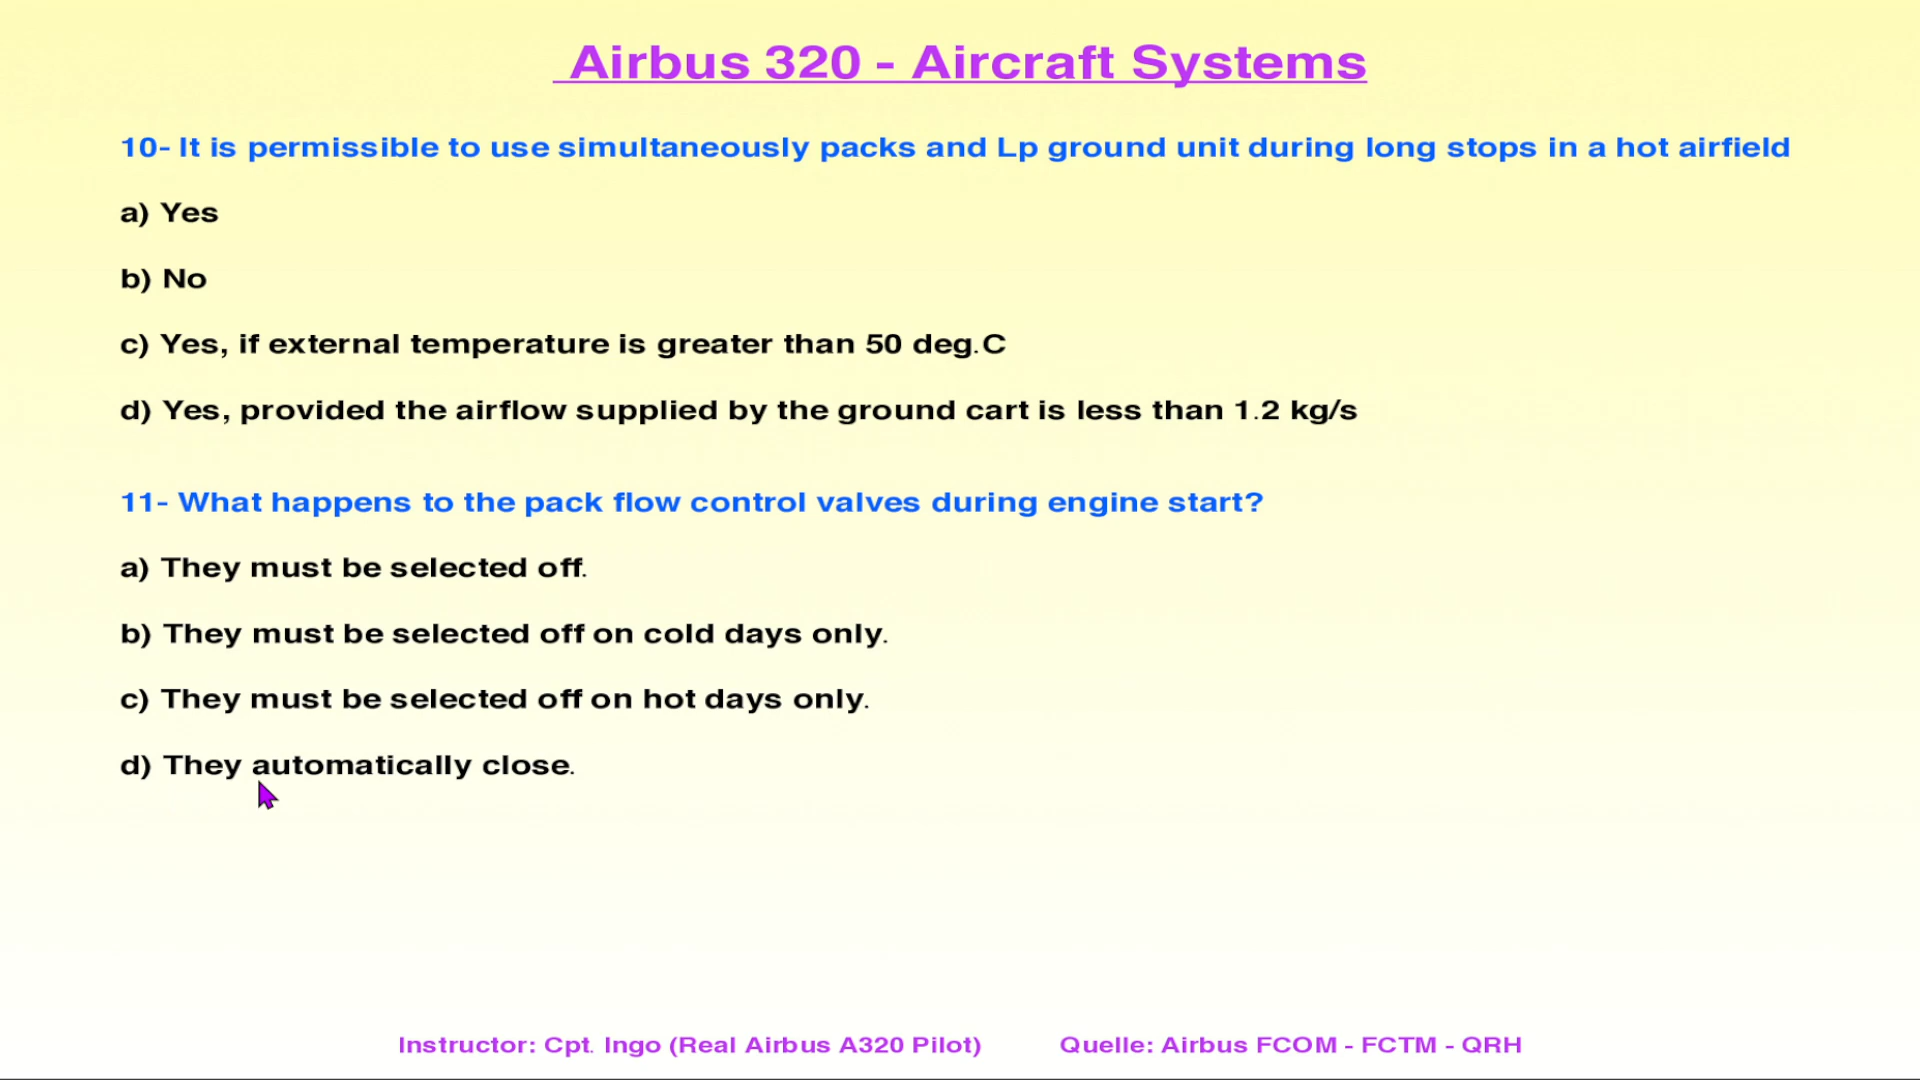 Airbus 320 - Aircraft Systems
10- It is permissible to use simultaneously packs and Lp ground unit during long stops in a hot airfield
a) Yes
b) No
c) Yes, if external temperature is greater than 50 deg.C
d) Yes, provided the airflow supplied by the ground cart is less than 1.2 kg/s
11- What happens to the pack flow control valves during engine start?
a) They must be selected off.
b) They must be selected off on cold days only.
c) They must be selected off on hot days only.
d) They automatically close.
Instructor: Cpt. Ingo (Real Airbus A320 Pilot) Quelle: Airbus FCOM - FCTM - QRH